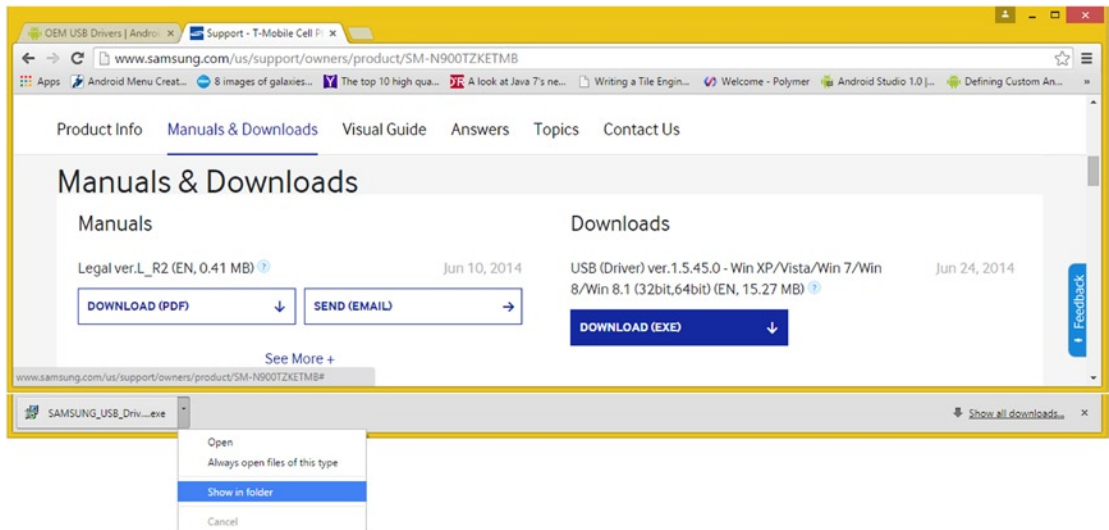 OEM USB Drivers | Androi
Support - T-Mobile Cell P
www.samsung.com/us/support/owners/product/SM-N900TZKETMB
Apps Android Menu Creat... 8 images of galaxies... The top 10 high qua... A look at Java 7's ne... Writing a Tile Engin... Welcome - Polymer Android Studio 1.0 |... Defining Custom An... »
Product Info Manuals & Downloads Visual Guide Answers Topics Contact Us
Manuals & Downloads
Manuals
Legal ver.L_R2 (EN, 0.41 MB) ?
Jun 10, 2014
DOWNLOAD (PDF)
SEND (EMAIL)
See More +
Downloads
USB (Driver) ver.1.5.45.0 - Win XP/Vista/Win 7/Win
8/Win 8.1 (32bit,64bit) (EN, 15.27 MB) ?
Jun 24, 2014
DOWNLOAD (EXE)
Feedback
www.samsung.com/us/support/owners/product/SM-N900TZKETMB#
SAMSUNG_USB_Driv....exe
Show all downloads...
Open
Always open files of this type
Show in folder
Cancel